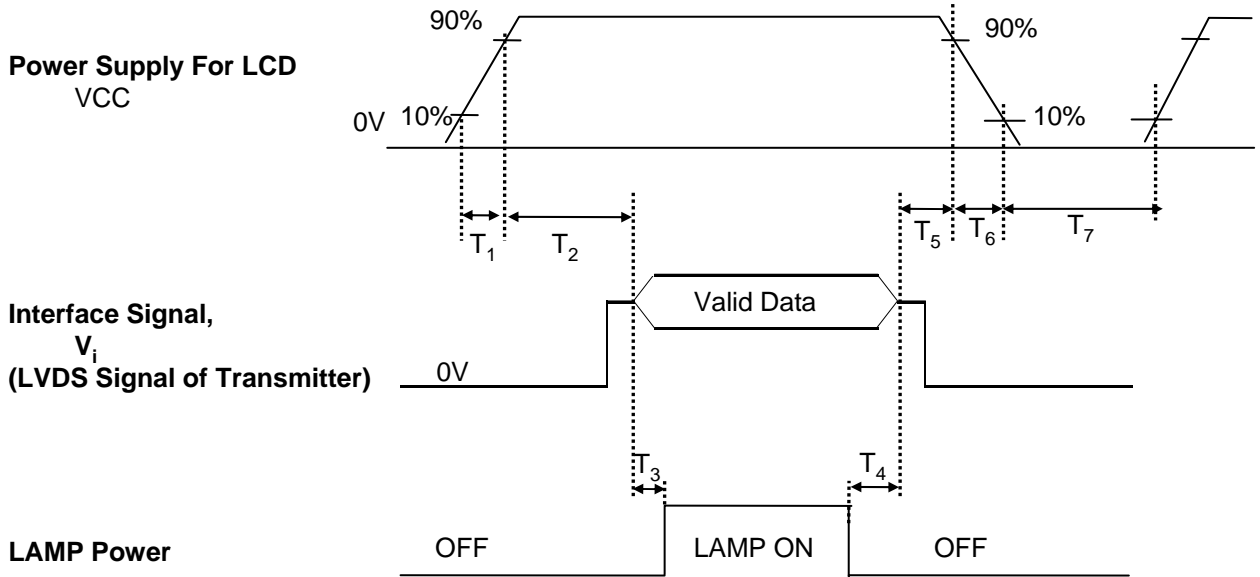 90%
90%
Power Supply For LCD
VCC
0V
10%
10%
T1
T2
T5
T6
T7
Valid Data
Interface Signal,
Vi
(LVDS Signal of Transmitter)
0V
T3
T4
LAMP Power
OFF
LAMP ON
OFF